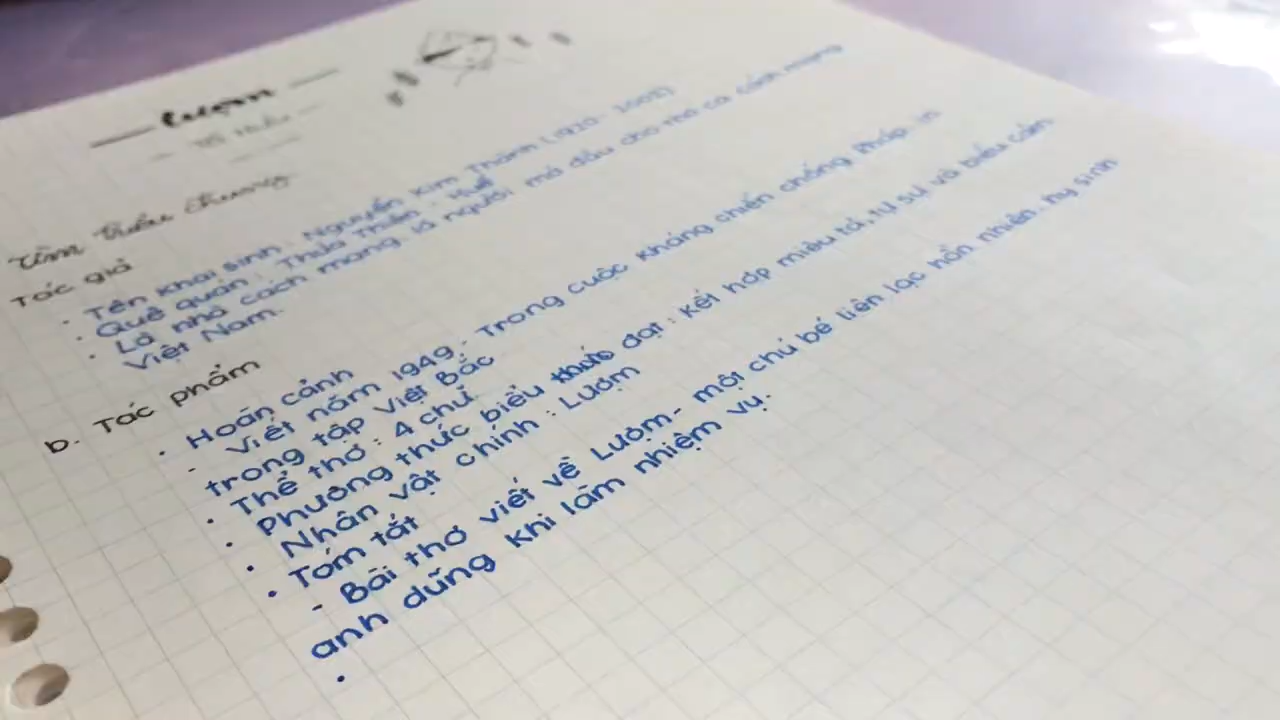 Lượm
Tố Hữu
Tìm hiểu chung
Tác giả
• Tên khai sinh: Nguyễn Kim Thành (1920 - 2002)
• Quê quán: Thừa Thiên - Huế
• Là nhà cách mạng, là người mở đầu cho thơ ca cách mạng
Việt Nam.
b. Tác phẩm
• Hoàn cảnh
- Viết năm 1949, Trong cuộc kháng chiến chống Pháp, in
trong tập Việt Bắc
• Thể thơ: 4 chữ
• Phương thức biểu đạt: kết hợp miêu tả, tự sự và biểu cảm
• Nhân vật chính: Lượm
• Tóm tắt
- Bài thơ viết về Lượm - một chú bé liên lạc hồn nhiên, hy sinh
anh dũng khi làm nhiệm vụ.